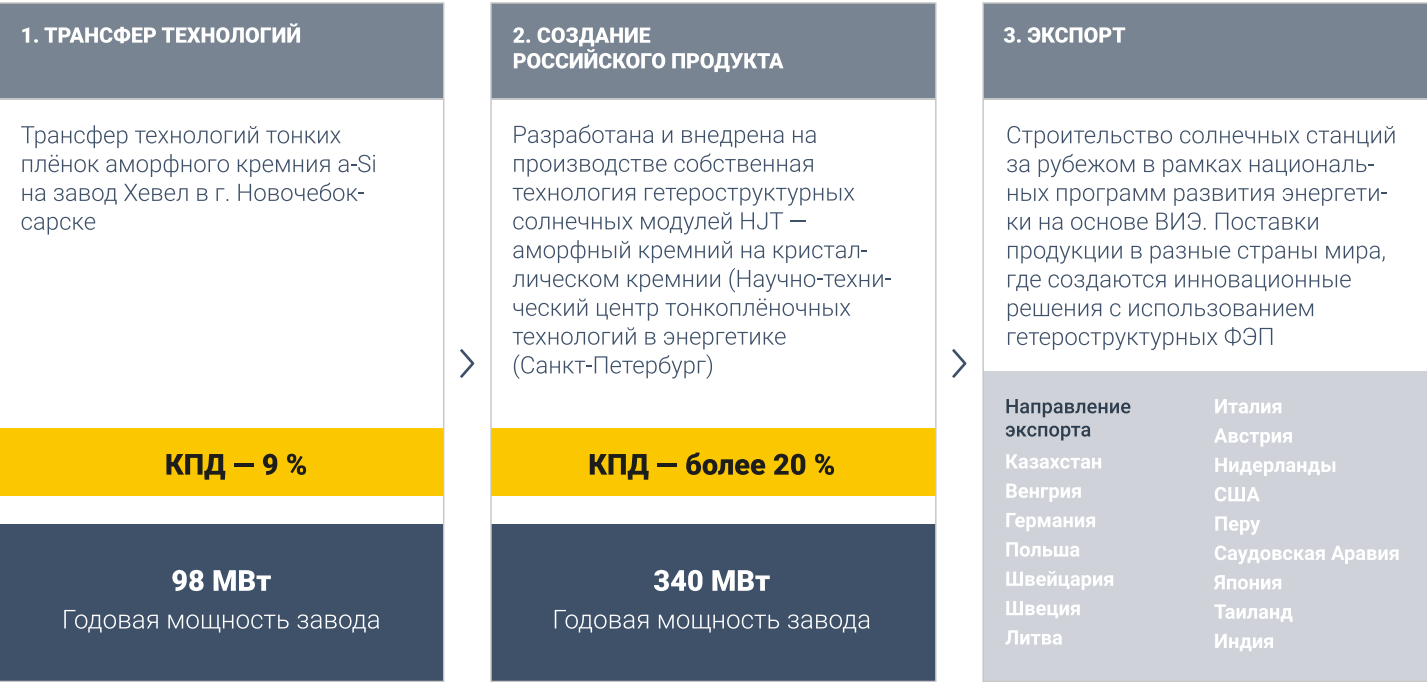 1. ТРАНСФЕР ТЕХНОЛОГИЙ
Трансфер технологий тонких
плёнок аморфного кремния a-Si
на завод Хевел в г. Новочебок-
сарске
КПД — 9 %
98 МВт
Годовая мощность завода
2. СОЗДАНИЕ
РОССИЙСКОГО ПРОДУКТА
Разработана и внедрена на
производстве собственная
технология гетероструктурных
солнечных модулей HJT —
аморфный кремний на кристал-
лическом кремнии (Научно-техни-
ческий центр тонкоплёночных
технологий в энергетике
(Санкт-Петербург)
КПД — более 20 %
340 МВт
Годовая мощность завода
3. ЭКСПОРТ
Строительство солнечных станций
за рубежом в рамках националь-
ных программ развития энергети-
ки на основе ВИЭ. Поставки
продукции в разные страны мира,
где создаются инновационные
решения с использованием
гетероструктурных ФЭП
Направление
экспорта
Казахстан
Венгрия
Германия
Польша
Швейцария
Швеция
Литва
Италия
Австрия
Нидерланды
США
Перу
Саудовская Аравия
Япония
Таиланд
Индия